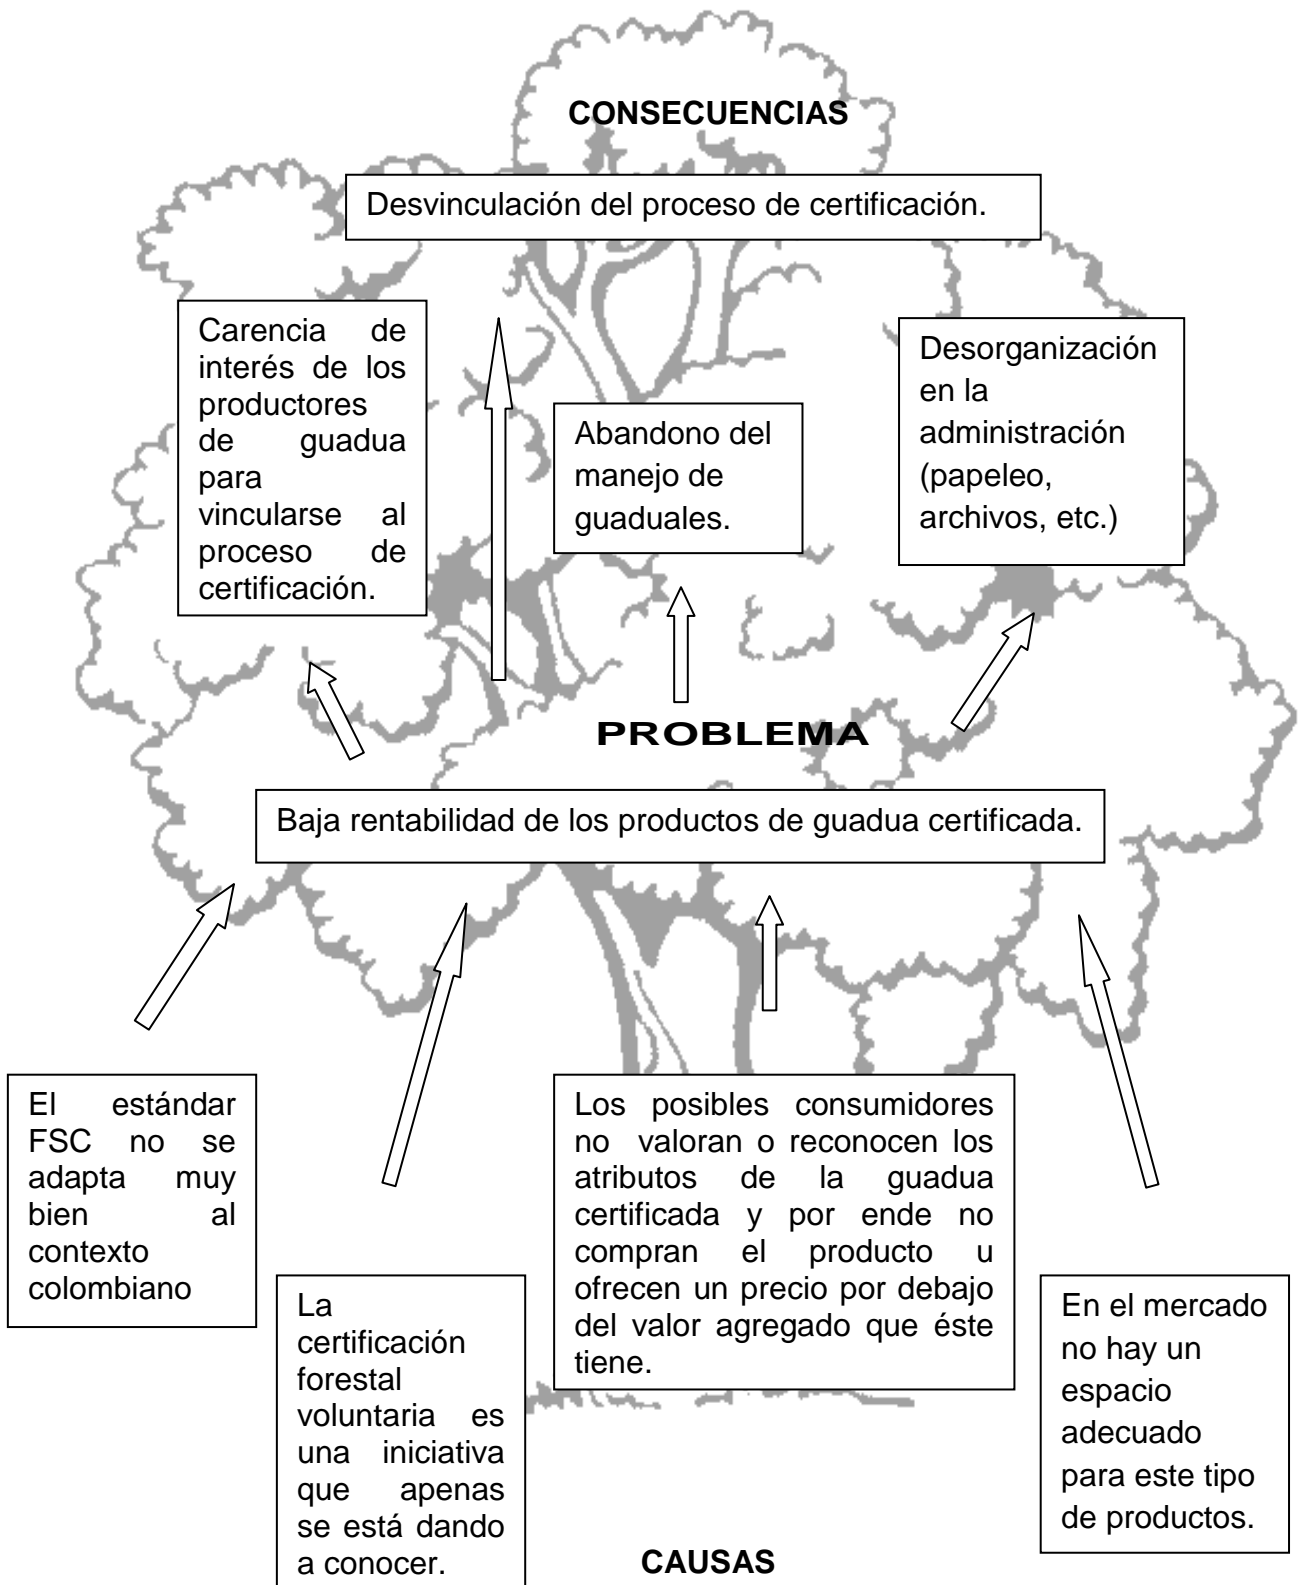 CONSECUENCIAS
Desvinculación del proceso de certificación.
Carencia de
interés de los
productores
de guadua
para
vincularse al
proceso de
certificación.
Abandono del
manejo de
guaduales.
Desorganización
en la
administración
(papeleo,
archivos, etc.)
PROBLEMA
Baja rentabilidad de los productos de guadua certificada.
El estándar
FSC no se
adapta muy
bien al
contexto
colombiano
La
certificación
forestal
voluntaria es
una iniciativa
que apenas
se está dando
a conocer.
Los posibles consumidores
no valoran o reconocen los
atributos de la guadua
certificada y por ende no
compran el producto u
ofrecen un precio por debajo
del valor agregado que éste
tiene.
En el mercado
no hay un
espacio
adecuado
para este tipo
de productos.
CAUSAS